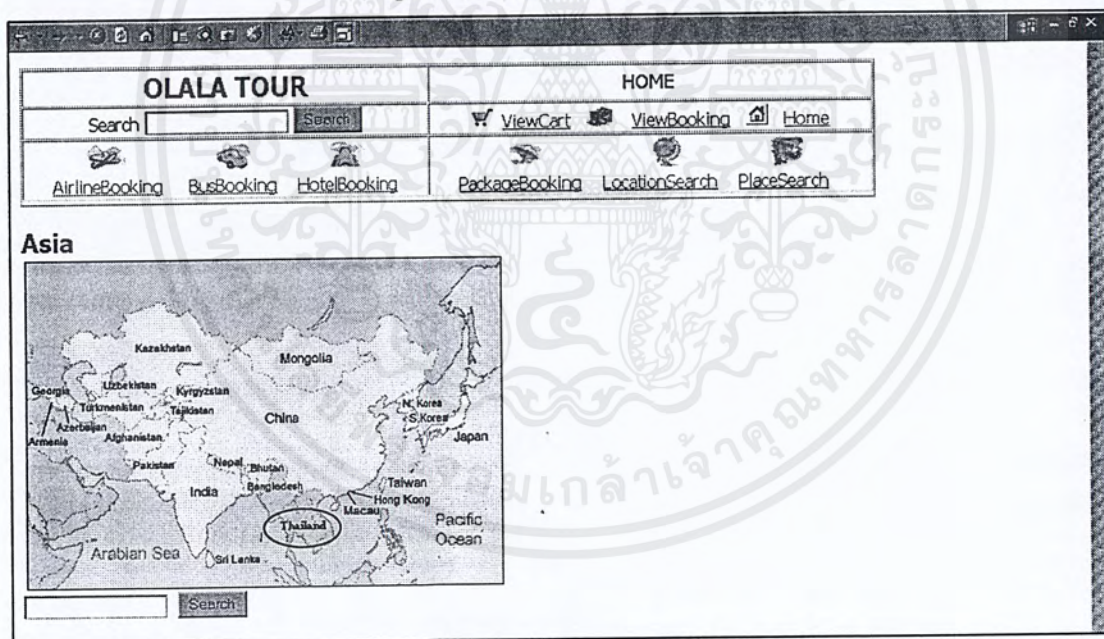 OLALA TOUR
HOME
Search Search
ViewCart ViewBooking Home
AirlineBooking BusBooking HotelBooking
PackageBooking LocationSearch PlaceSearch
Asia
Kazakhstan
Mongolia
Georgia
Uzbekistan
Kyrgyzstan
Turkmenistan
Tajikistan
Azerbaijan
Armenia
Afghanistan
China
N. Korea
S. Korea
Japan
Pakistan
Nepal
Bhutan
Bangladesh
India
Taiwan
Hong Kong
Macau
Thailand
Pacific
Ocean
Arabian Sea
Sri Lanka
Search